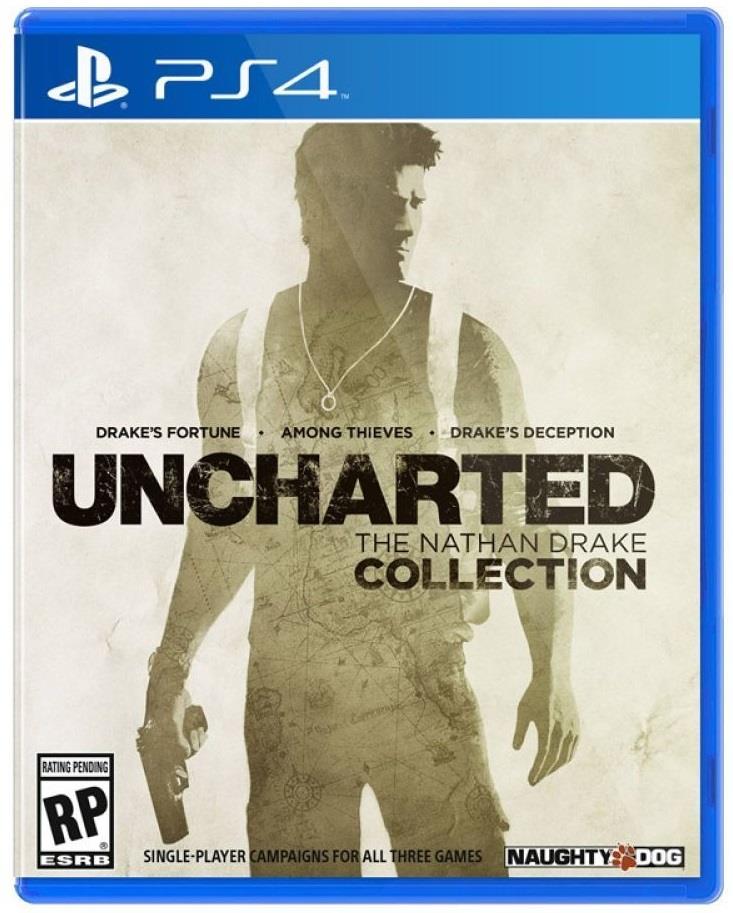 PS4™
DRAKE'S FORTUNE • AMONG THIEVES • DRAKE'S DECEPTION
UNCHARTED
THE NATHAN DRAKE
COLLECTION
RATING PENDING
RP
ESRB
SINGLE-PLAYER CAMPAIGNS FOR ALL THREE GAMES
NAUGHTY DOG